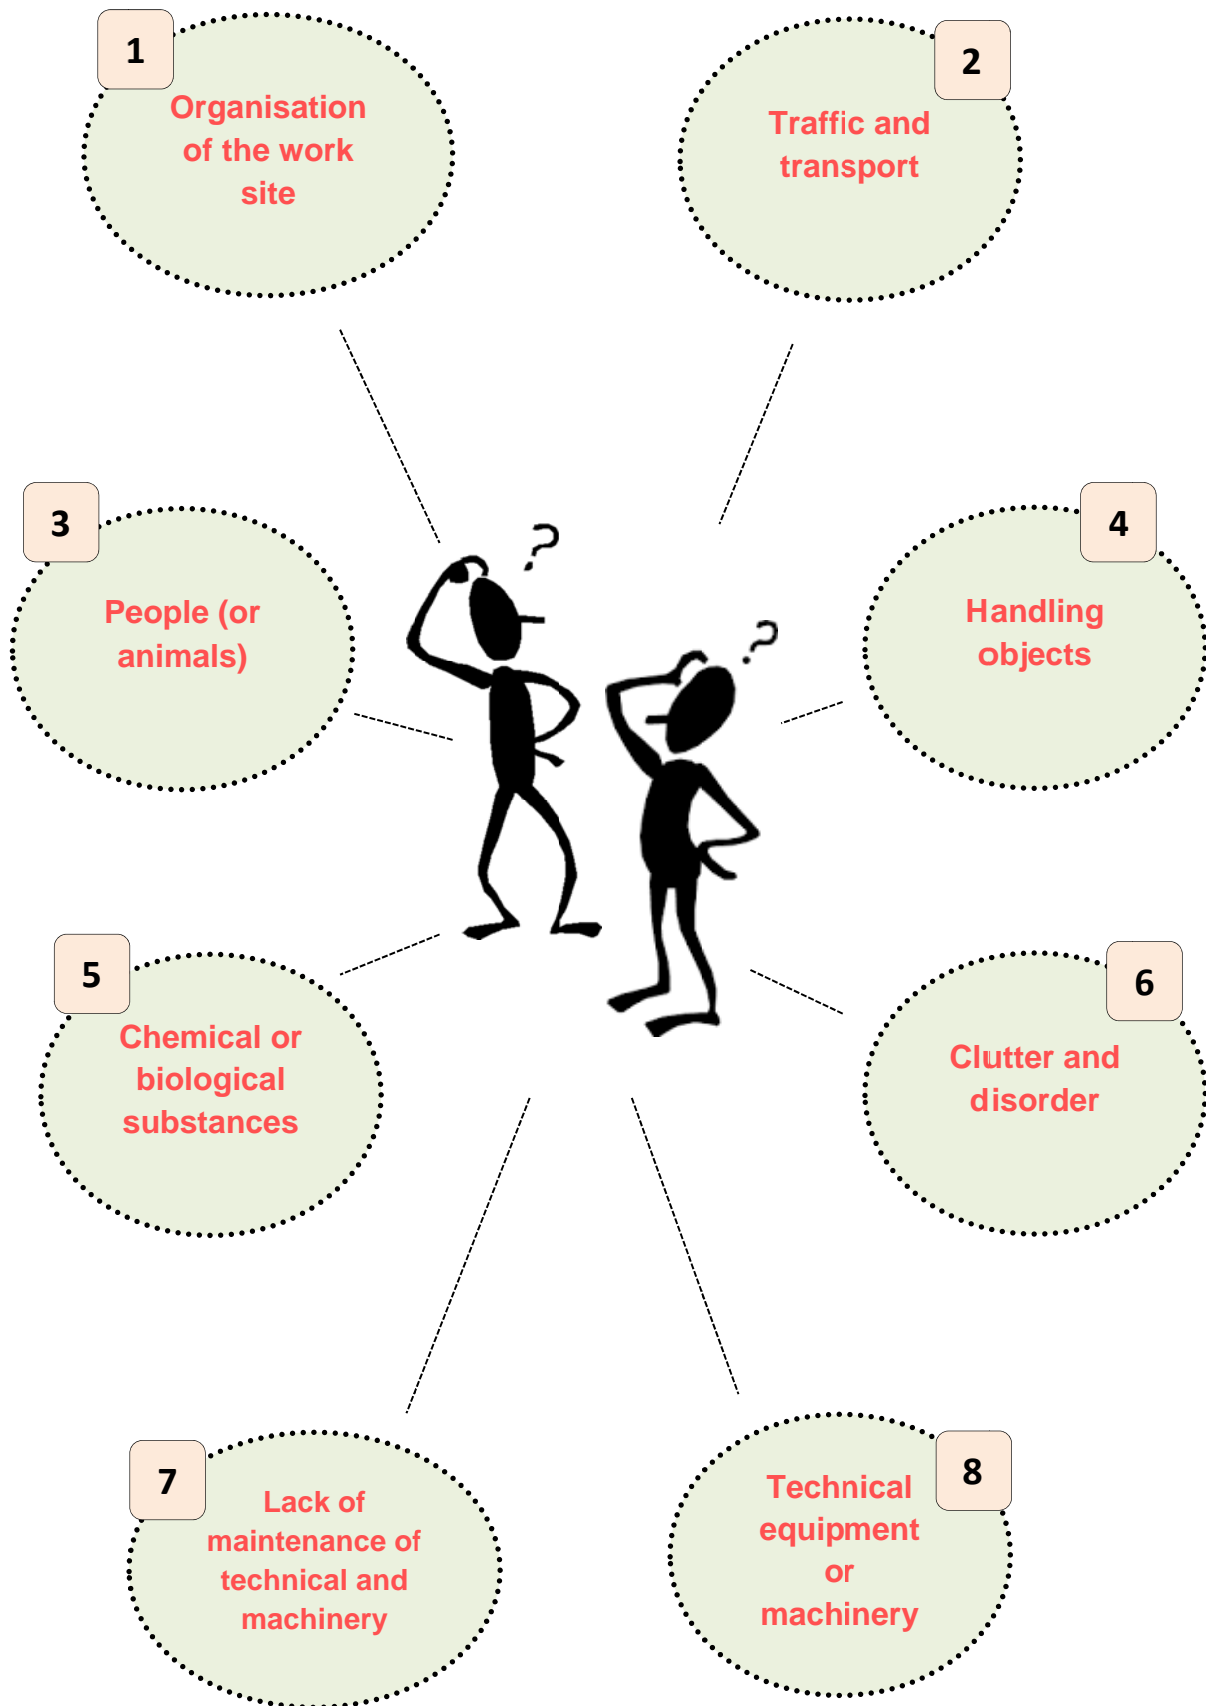 1
Organisation
of the work
site
2
Traffic and
transport
3
People (or
animals)
4
Handling
objects
?
?
5
Chemical or
biological
substances
6
Clutter and
disorder
7
Lack of
maintenance of
technical and
machinery
8
Technical
equipment
or
machinery